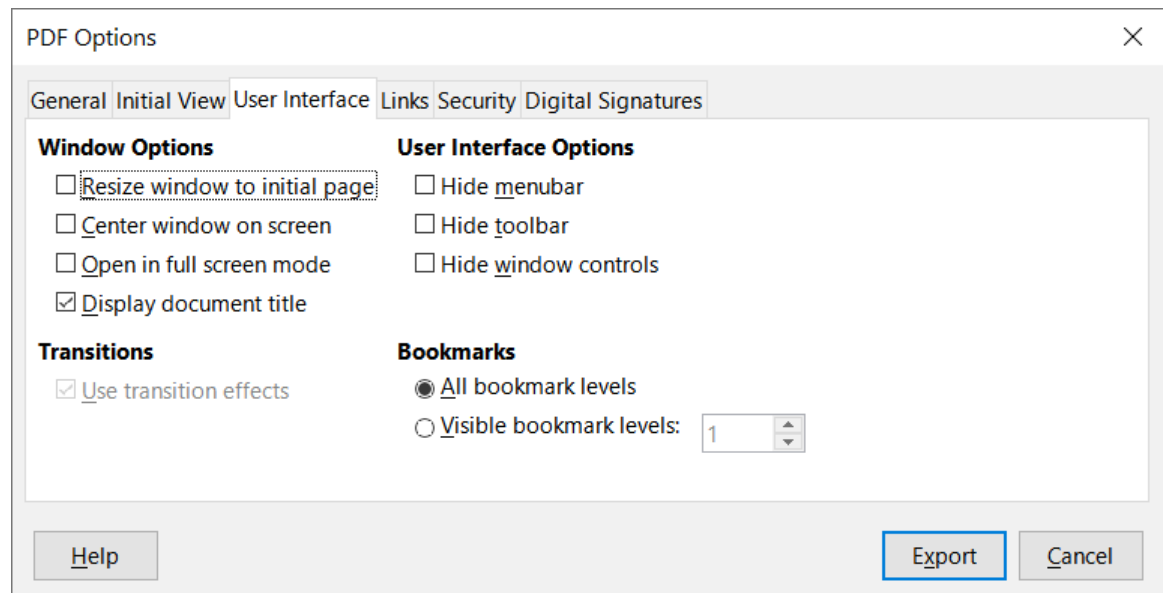 PDF Options
General Initial View User Interface Links Security Digital Signatures
Window Options
Resize window to initial page
Center window on screen
Open in full screen mode
Display document title
User Interface Options
Hide menubar
Hide toolbar
Hide window controls
Transitions
Use transition effects
Bookmarks
All bookmark levels
Visible bookmark levels: 1
Help
Export
Cancel